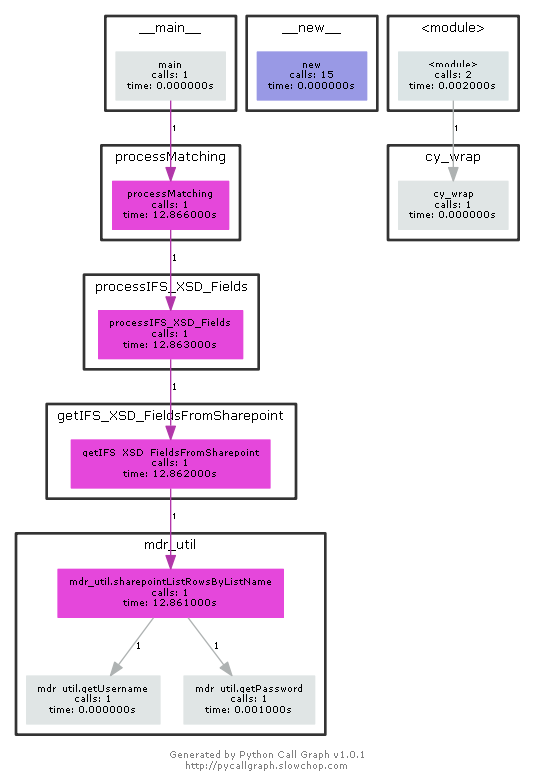 __main__
main
calls: 1
time: 0.000000s
__new__
new
calls: 15
time: 0.000000s
<module>
<module>
calls: 2
time: 0.002000s
1
1
processMatching
processMatching
calls: 1
time: 12.866000s
cy_wrap
cy_wrap
calls: 1
time: 0.000000s
1
processIFS_XSD_Fields
processIFS_XSD_Fields
calls: 1
time: 12.863000s
1
getIFS_XSD_FieldsFromSharepoint
getIFS_XSD_FieldsFromSharepoint
calls: 1
time: 12.862000s
1
mdr_util
mdr_util.sharepointListRowsByListName
calls: 1
time: 12.861000s
1
1
mdr_util.getUsername
calls: 1
time: 0.000000s
mdr_util.getPassword
calls: 1
time: 0.001000s
Generated by Python Call Graph v1.0.1
http://pycallgraph.slowchop.com